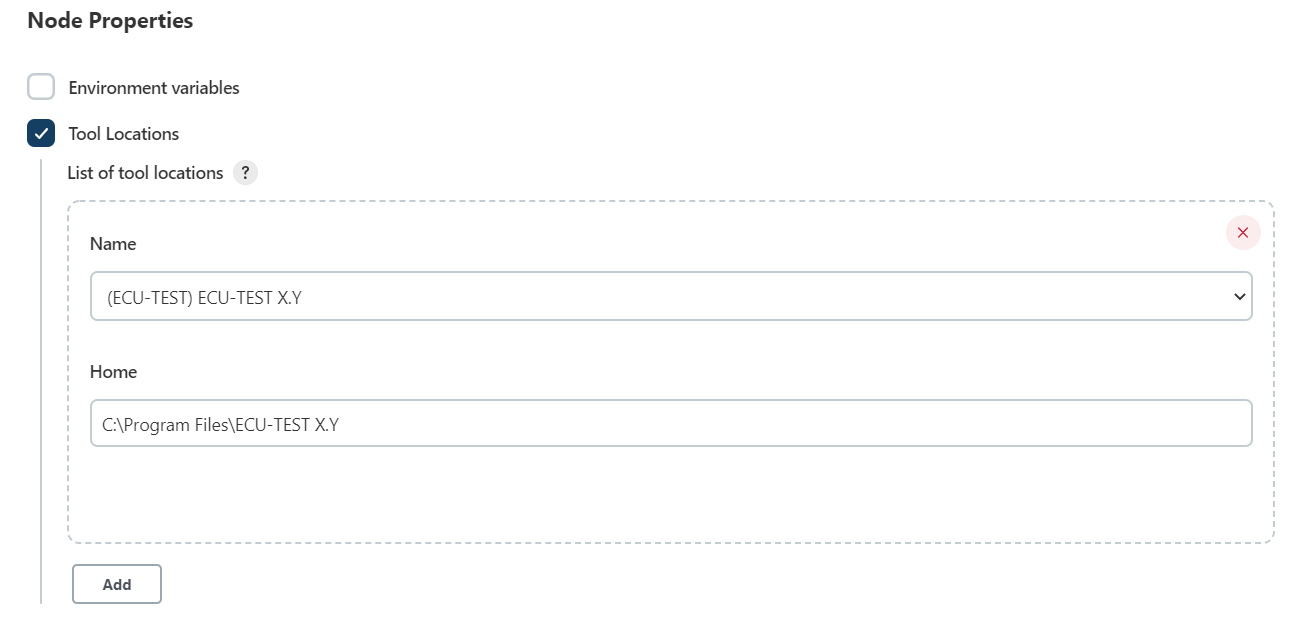 Node Properties
Environment variables
Tool Locations
List of tool locations ?
Name
(ECU-TEST) ECU-TEST X.Y
Home
C:\Program Files\ECU-TEST X.Y
Add